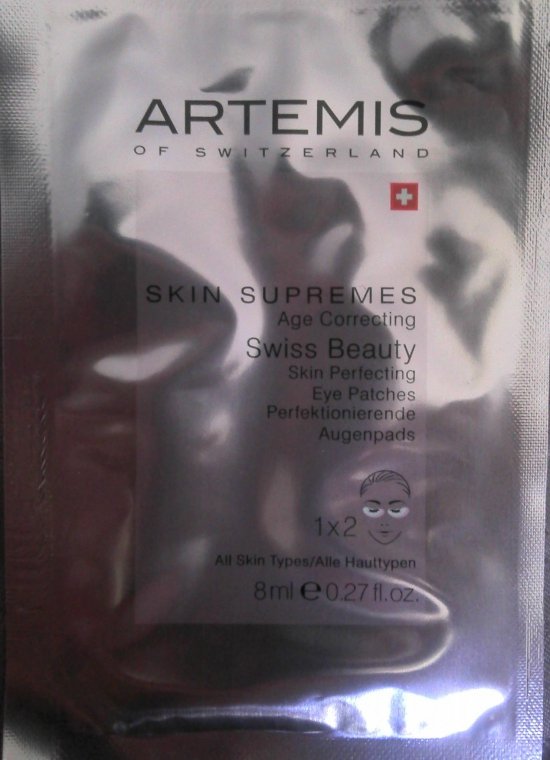 ARTEMIS
OF SWITZERLAND
SKIN SUPREMES
Age Correcting
Swiss Beauty
Skin Perfecting
Eye Patches
Perfektionierende
Augenpads
1x2
All Skin Types/Alle Hauttypen
8ml ℮ 0.27 fl.oz.